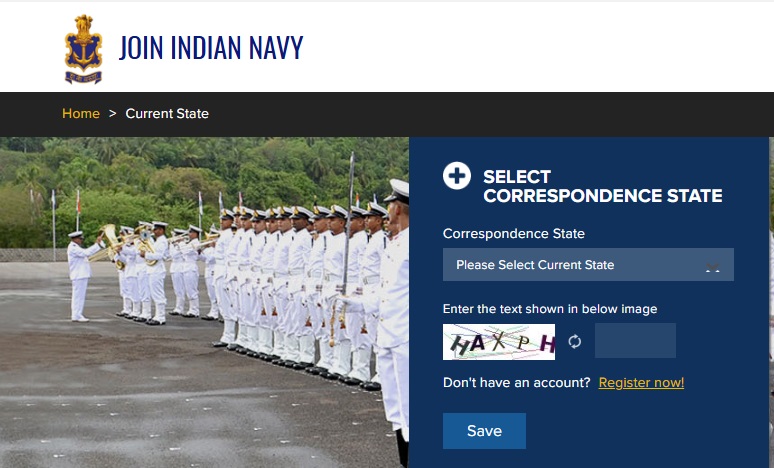 JOIN INDIAN NAVY
Home > Current State
SELECT
CORRESPONDENCE STATE
Correspondence State
Please Select Current State
Enter the text shown in below image
HAXPH
Don't have an account? Register now!
Save